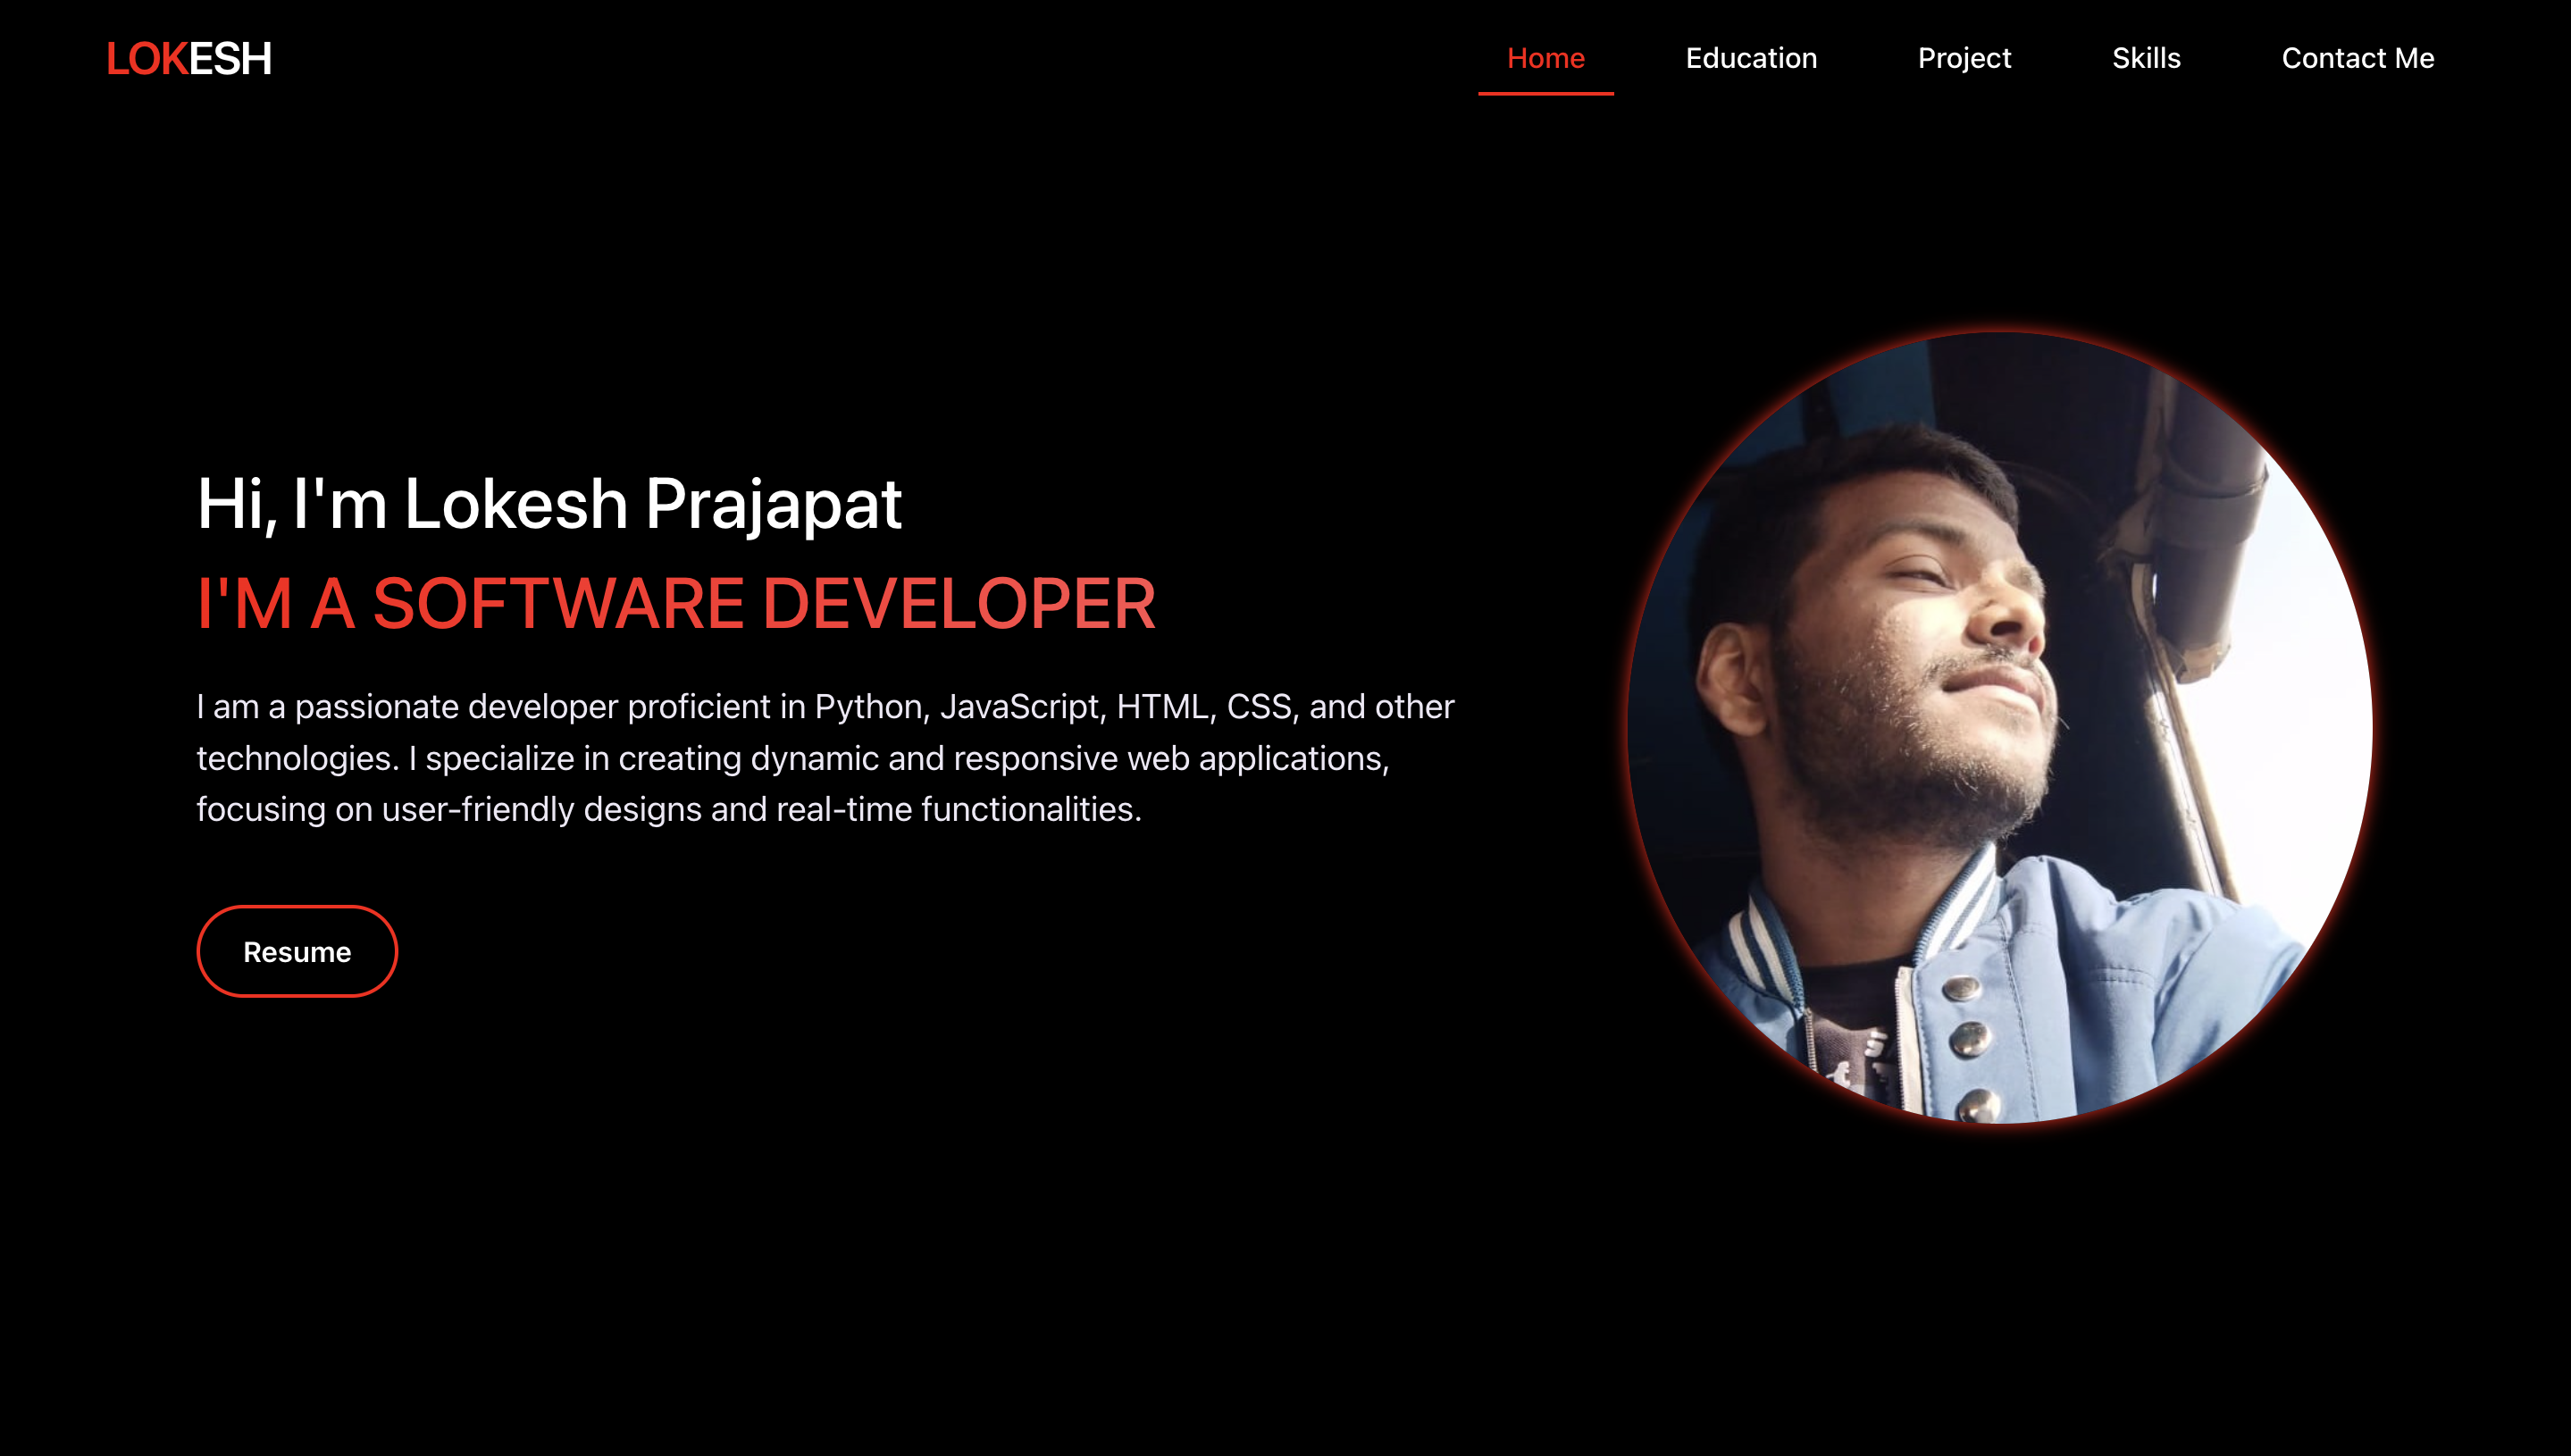 LOKESH
Home
Education
Project
Skills
Contact Me
Hi, I'm Lokesh Prajapat
I'M A SOFTWARE DEVELOPER
I am a passionate developer proficient in Python, JavaScript, HTML, CSS, and other
technologies. I specialize in creating dynamic and responsive web applications,
focusing on user-friendly designs and real-time functionalities.
Resume